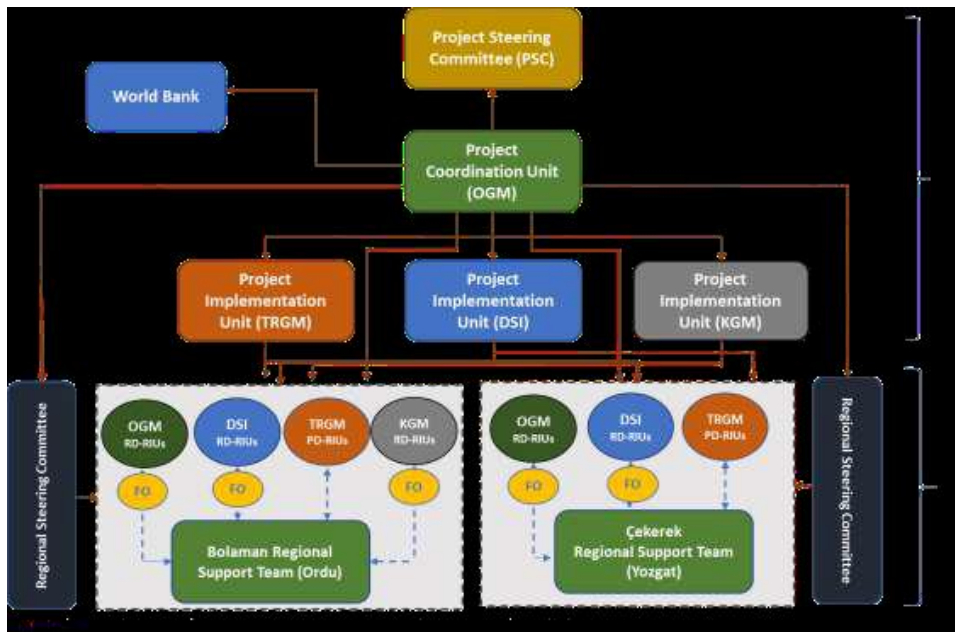 Project Steering
Committee (PSC)
World Bank
Project
Coordination Unit
(OGM)
Project
Implementation
Unit (TRGM)
Project
Implementation
Unit (DSI)
Project
Implementation
Unit (KGM)
Regional Steering Committee
OGM
RD-RIUs
DSI
RD-RIUs
TRGM
PD-RIUs
KGM
RD-RIUs
FO
FO
FO
Bolaman Regional
Support Team (Ordu)
OGM
RD-RIUs
DSI
RD-RIUs
TRGM
PD-RIUs
FO
FO
Çekerek
Regional Support Team
(Yozgat)
Regional Steering Committee